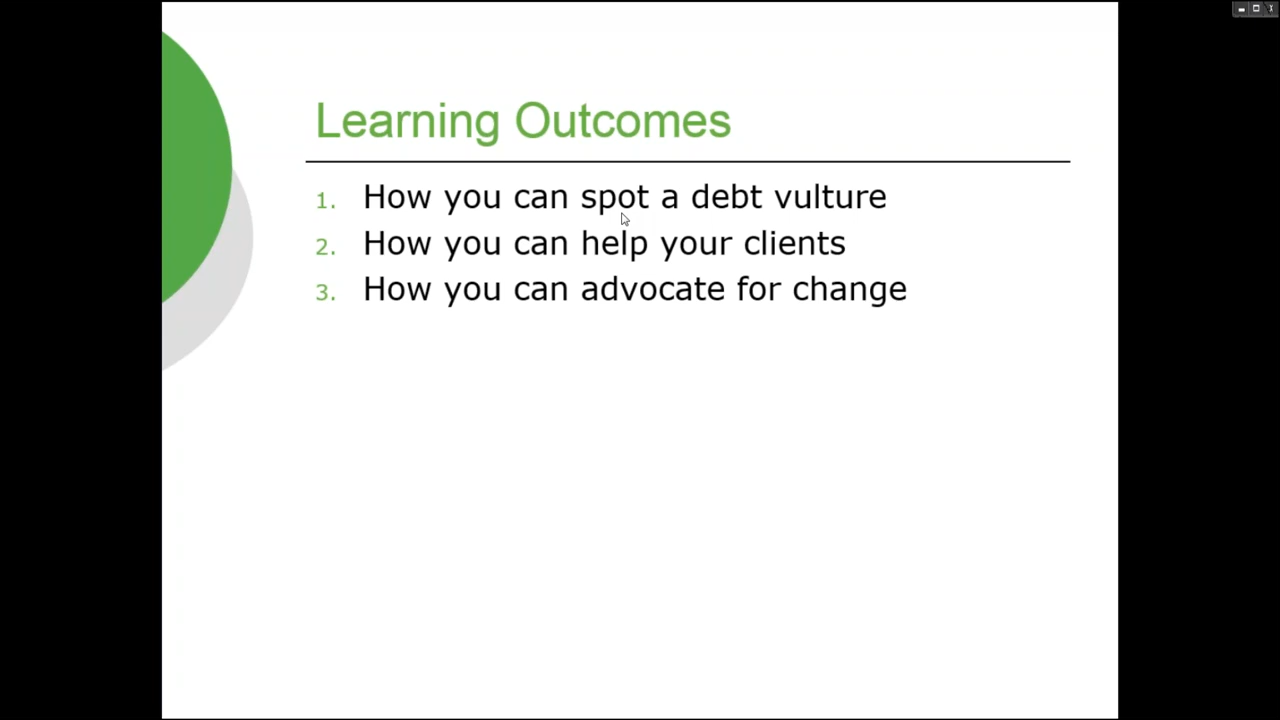 Learning Outcomes
1. How you can spot a debt vulture
2. How you can help your clients
3. How you can advocate for change